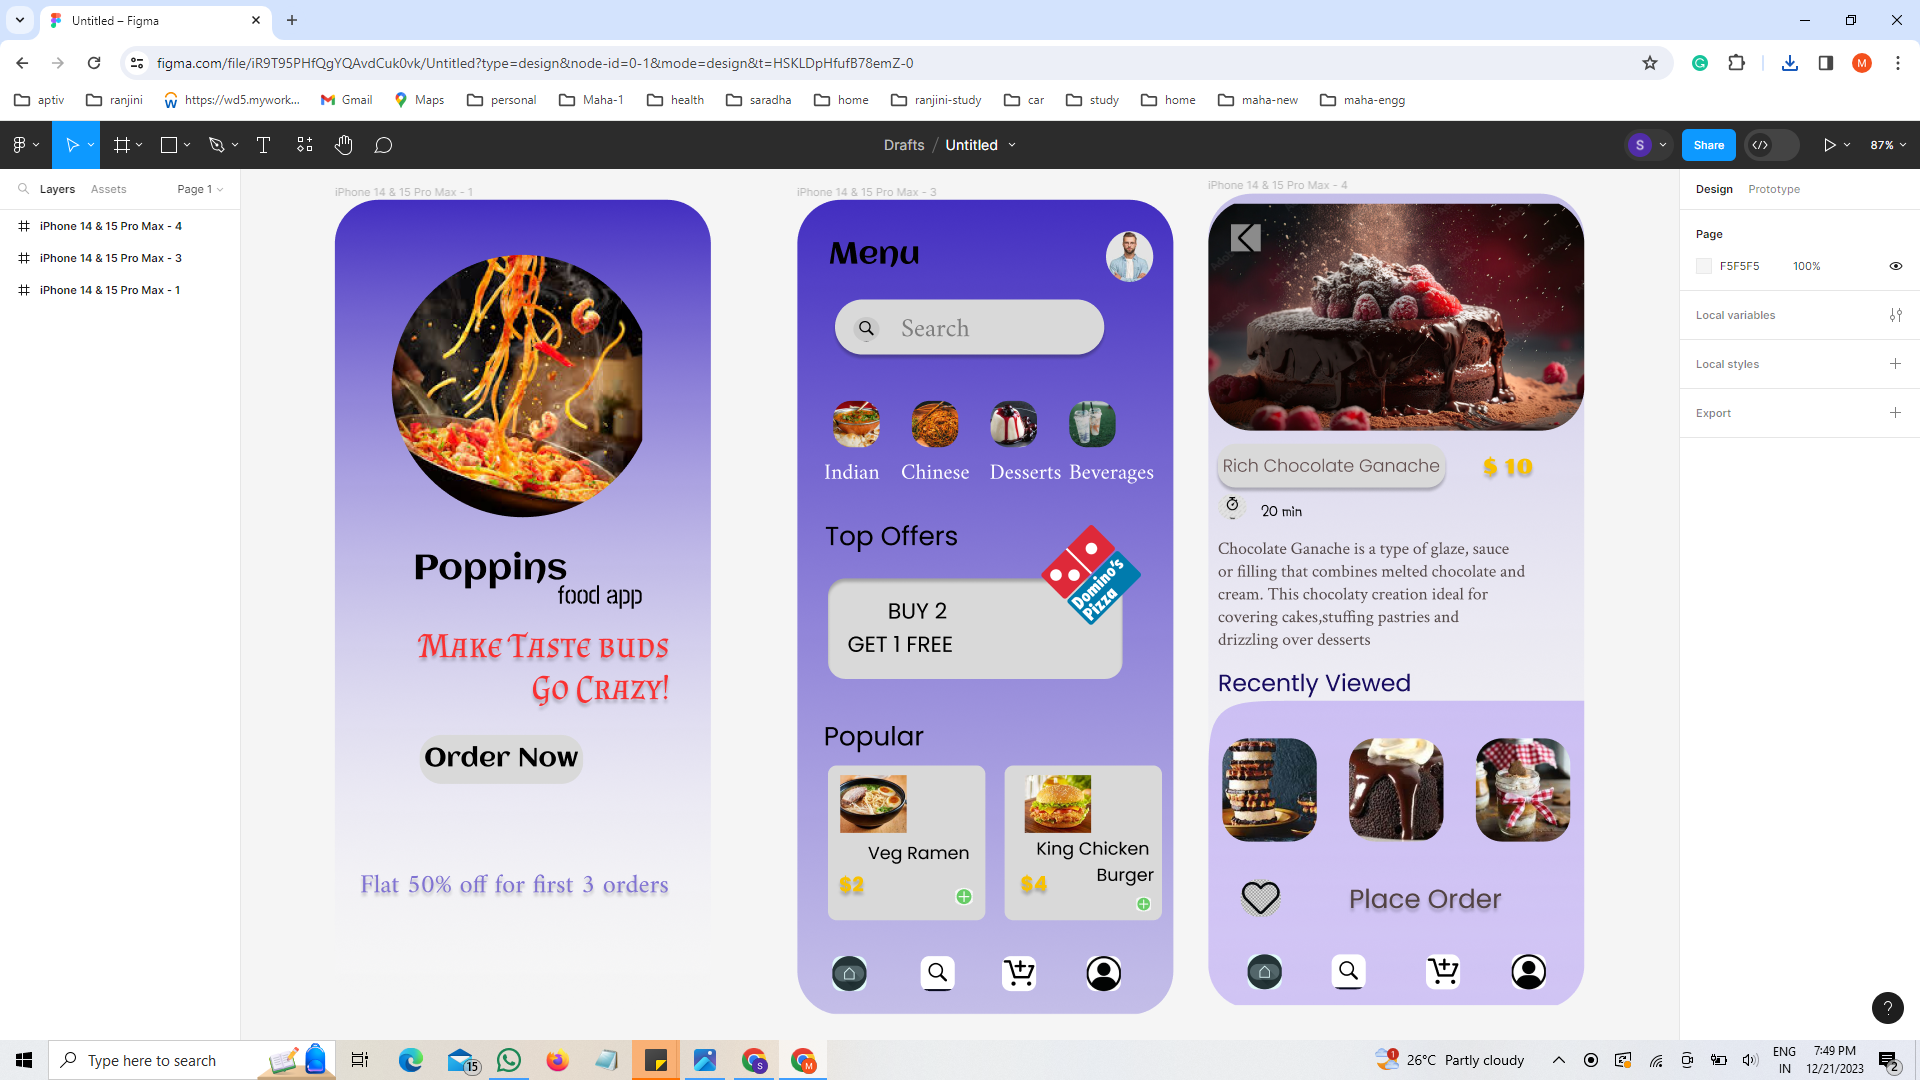 Untitled – Figma
figma.com/file/iR9T95PHfQgYQAvdCuk0vk/Untitled?type=design&node-id=0-1&mode=design&t=HSKLDpHfufB78emZ-0
M
aptiv
ranjini
https://wd5.mywork...
Gmail
Maps
personal
Maha-1
health
saradha
home
ranjini-study
car
study
home
maha-new
maha-engg
Drafts / Untitled
S
Share
87%
Layers
Assets
Page 1
iPhone 14 & 15 Pro Max - 4
iPhone 14 & 15 Pro Max - 3
iPhone 14 & 15 Pro Max - 1
iPhone 14 & 15 Pro Max - 1
Poppins
food app
Make Taste buds
Go Crazy!
Order Now
Flat 50% off for first 3 orders
iPhone 14 & 15 Pro Max - 3
Menu
Search
Indian
Chinese
Desserts
Beverages
Top Offers
BUY 2
GET 1 FREE
Domino's
Pizza
Popular
Veg Ramen
$2
King Chicken
Burger
$4
iPhone 14 & 15 Pro Max - 4
Rich Chocolate Ganache
$ 10
20 min
Chocolate Ganache is a type of glaze, sauce
or filling that combines melted chocolate and
cream. This chocolaty creation ideal for
covering cakes,stuffing pastries and
drizzling over desserts
Recently Viewed
Place Order
Design
Prototype
Page
F5F5F5
100%
Local variables
Local styles
Export
?
Type here to search
15
S
M
1
26°C Partly cloudy
ENG
IN
7:49 PM
12/21/2023
2